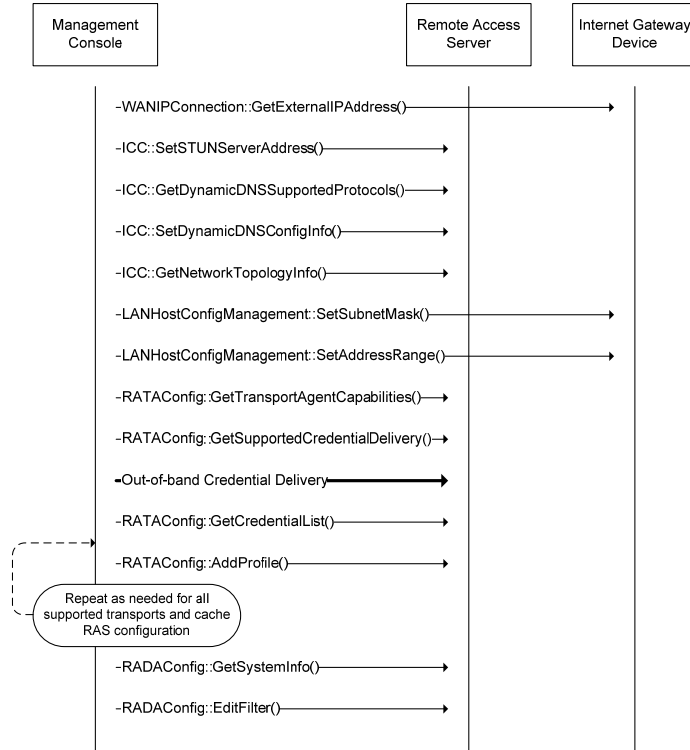 Management
Console
Remote Access
Server
Internet Gateway
Device
-WANIPConnection::GetExternalIPAddress()
-ICC::SetSTUNServerAddress()
-ICC::GetDynamicDNSSupportedProtocols()
-ICC::SetDynamicDNSConfigInfo()
-ICC::GetNetworkTopologyInfo()
-LANHostConfigManagement::SetSubnetMask()
-LANHostConfigManagement::SetAddressRange()
-RATAConfig::GetTransportAgentCapabilities()
-RATAConfig::GetSupportedCredentialDelivery()
-Out-of-band Credential Delivery
-RATAConfig::GetCredentialList()
-RATAConfig::AddProfile()
Repeat as needed for all
supported transports and cache
RAS configuration
-RADAConfig::GetSystemInfo()
-RADAConfig::EditFilter()